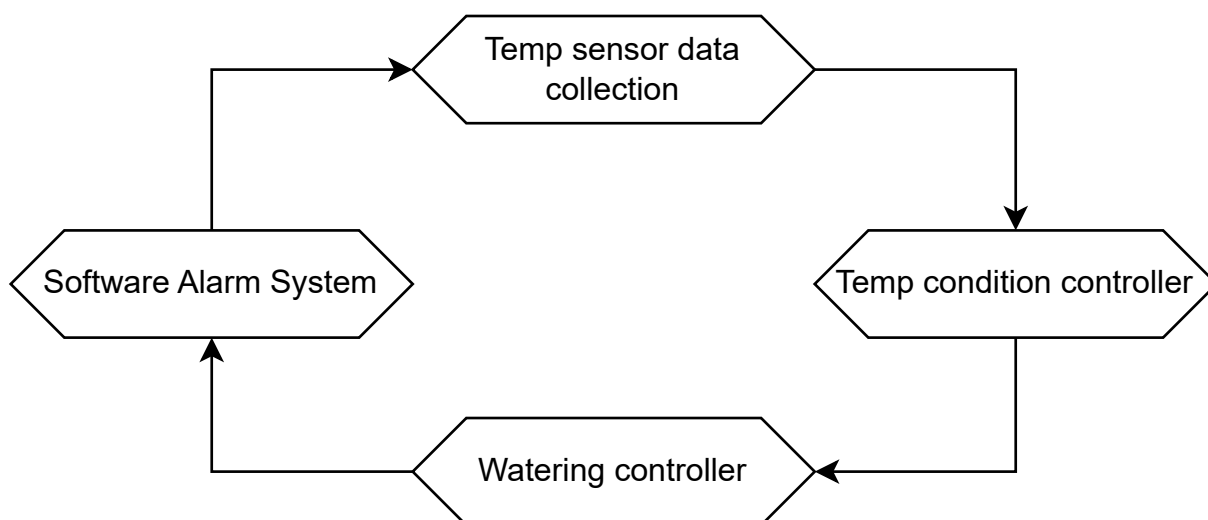 Temp sensor data
collection
Software Alarm System
Temp condition controller
Watering controller